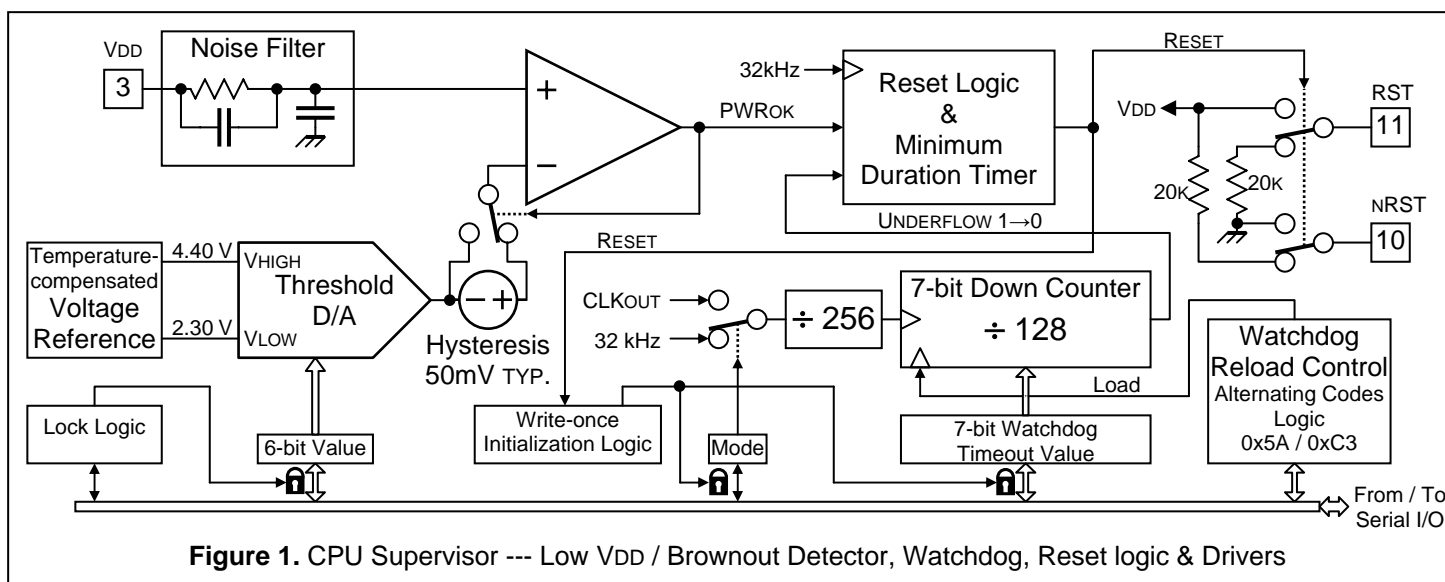 VDD
3
Noise Filter
+
−
PWROK
32kHz
Reset Logic
&
Minimum
Duration Timer
RESET
VDD
20K
20K
RST
11
NRST
10
UNDERFLOW 1→0
RESET
Temperature-
compensated
Voltage
Reference
4.40 V
2.30 V
VHIGH
Threshold
D/A
VLOW
− +
Hysteresis
50mV TYP.
CLKOUT
32 kHz
÷ 256
7-bit Down Counter
÷ 128
Load
Watchdog
Reload Control
Alternating Codes
Logic
0x5A / 0xC3
Lock Logic
6-bit Value
Write-once
Initialization Logic
Mode
7-bit Watchdog
Timeout Value
From / To
Serial I/O
Figure 1. CPU Supervisor --- Low VDD / Brownout Detector, Watchdog, Reset logic & Drivers